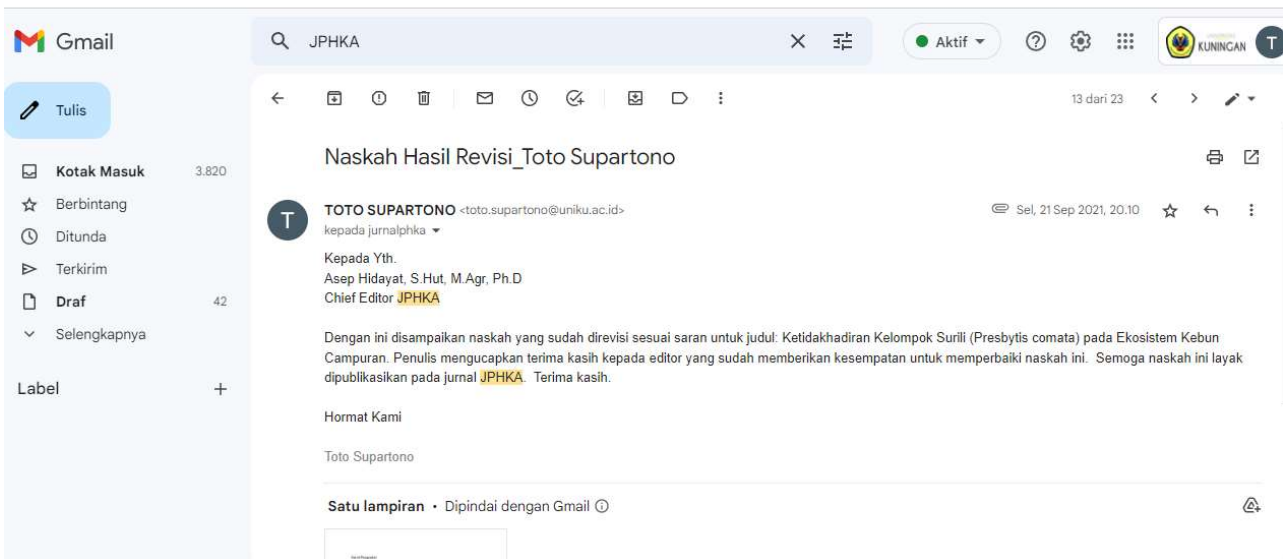 Gmail
JPHKA
Aktif
KUNINGAN
T
Tulis
13 dari 23
Kotak Masuk 3.820
Berbintang
Ditunda
Terkirim
Draf 42
Selengkapnya
Label
Naskah Hasil Revisi_Toto Supartono
T
TOTO SUPARTONO <toto.supartono@uniku.ac.id>
Sel, 21 Sep 2021, 20.10
kepada jurnalphka
Kepada Yth.
Asep Hidayat, S.Hut, M.Agr, Ph.D
Chief Editor JPHKA
Dengan ini disampaikan naskah yang sudah direvisi sesuai saran untuk judul: Ketidakhadiran Kelompok Surili (Presbytis comata) pada Ekosistem Kebun
Campuran. Penulis mengucapkan terima kasih kepada editor yang sudah memberikan kesempatan untuk memperbaiki naskah ini. Semoga naskah ini layak
dipublikasikan pada jurnal JPHKA. Terima kasih.
Hormat Kami
Toto Supartono
Satu lampiran • Dipindai dengan Gmail